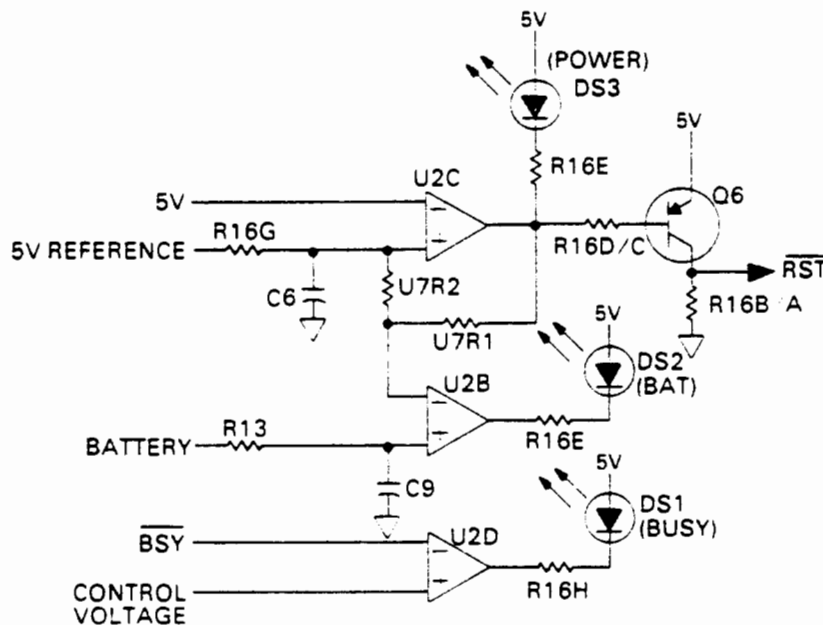 5V
(POWER)
DS3
5V
R16E
U2C
Q6
5V
R16G
5V REFERENCE
R16D/C
RST
C6
U7R2
R16B/A
U7R1
5V
DS2
(BAT)
U2B
R13
BATTERY
R16E
C9
5V
DS1
(BUSY)
BSY
U2D
R16H
CONTROL
VOLTAGE